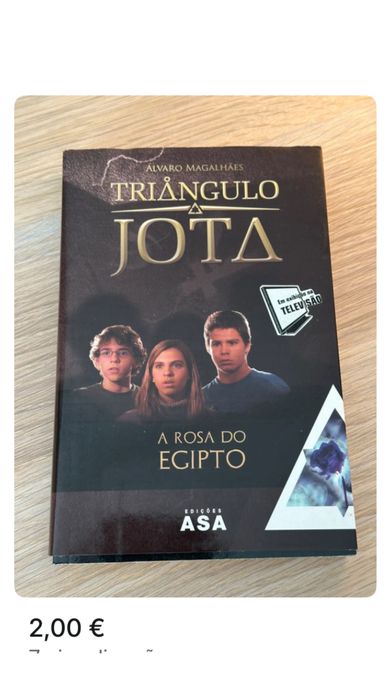 ÁLVARO MAGALHÃES
TRIÂNGULO
JOTA
Em exibição na
TELEVISÃO
A ROSA DO
EGIPTO
EDIÇÕES
ASA
2,00 €